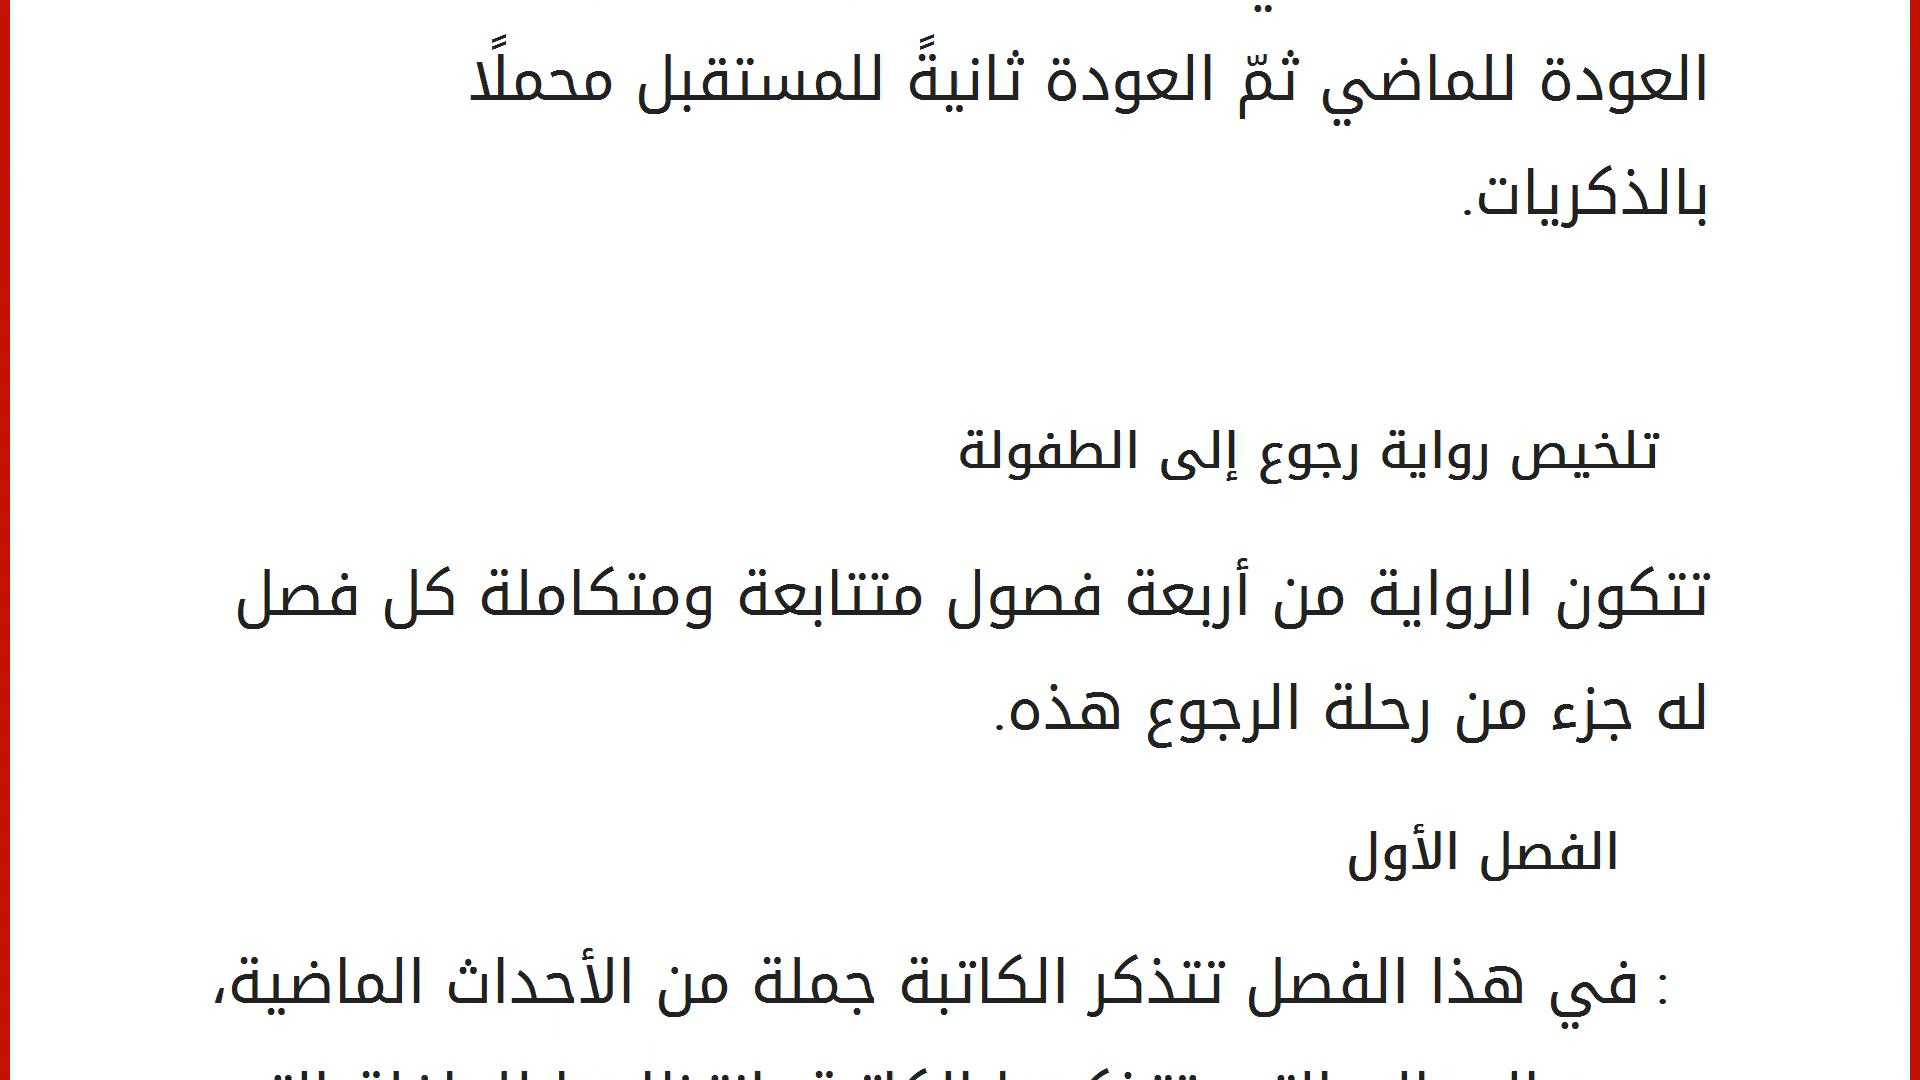 العودة للماضي ثمّ العودة ثانيةً للمستقبل محملًا
بالذكريات.
تلخيص رواية رجوع إلى الطفولة
تتكون الرواية من أربعة فصول متتابعة ومتكاملة كل فصل
له جزء من رحلة الرجوع هذه.
الفصل الأول
: في هذا الفصل تتذكر الكاتبة جملة من الأحداث الماضية،